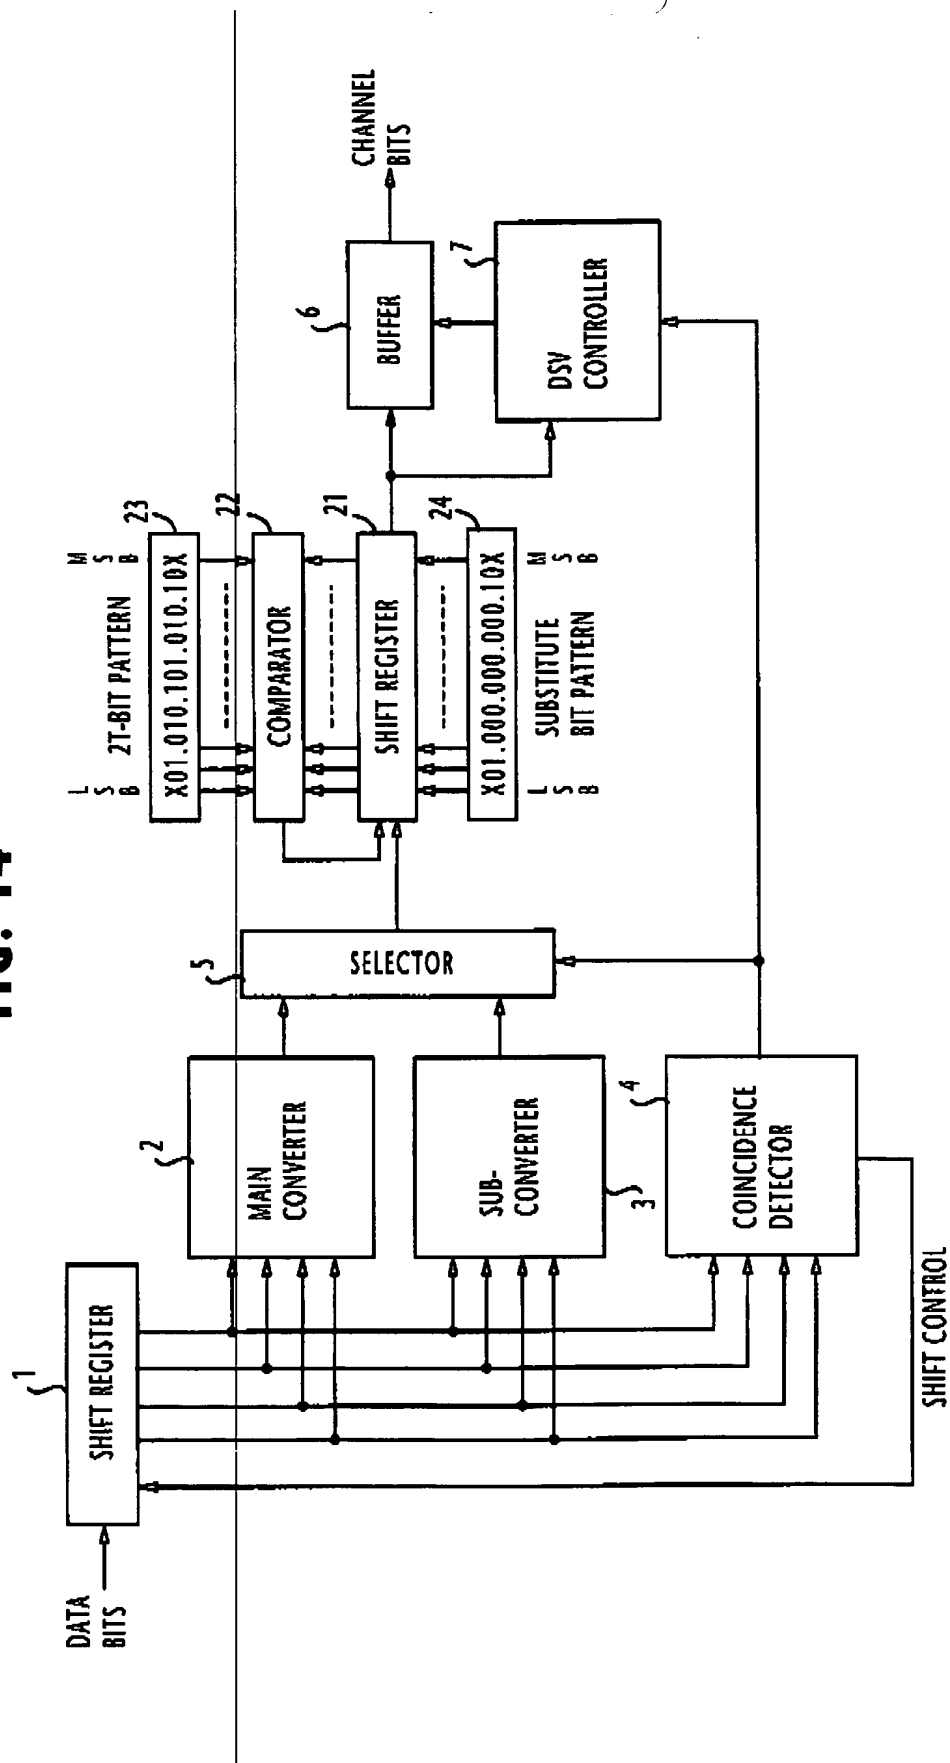 FIG. 14
DATA
BITS
1
SHIFT REGISTER
2
MAIN
CONVERTER
SUB-
CONVERTER
3
4
COINCIDENCE
DETECTOR
SHIFT CONTROL
5
SELECTOR
L
S
B
2T-BIT PATTERN
M
S
B
23
X01.010.101.010.10X
22
COMPARATOR
21
SHIFT REGISTER
24
X01.000.000.000.10X
L
S
B
SUBSTITUTE
BIT PATTERN
M
S
B
6
BUFFER
CHANNEL
BITS
7
DSV
CONTROLLER